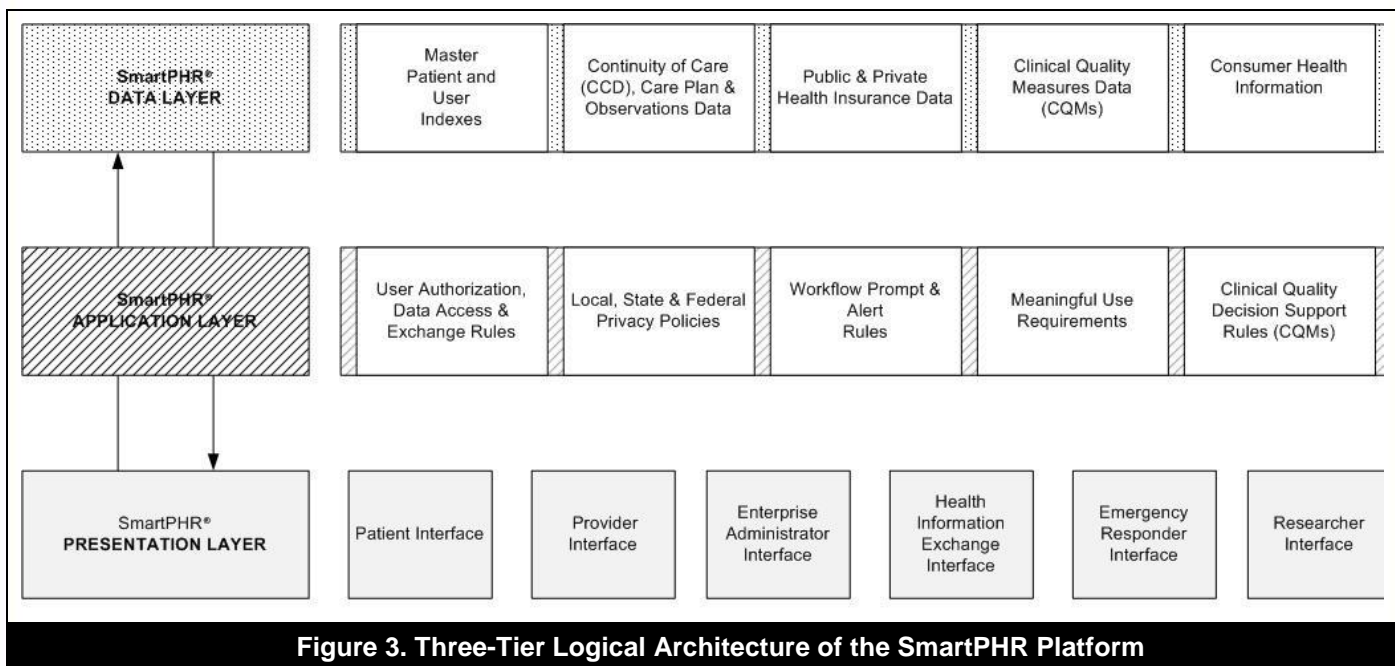 SmartPHR®
DATA LAYER
Master
Patient and
User
Indexes
Continuity of Care
(CCD), Care Plan &
Observations Data
Public & Private
Health Insurance Data
Clinical Quality
Measures Data
(CQMs)
Consumer Health
Information
SmartPHR®
APPLICATION LAYER
User Authorization,
Data Access &
Exchange Rules
Local, State & Federal
Privacy Policies
Workflow Prompt &
Alert
Rules
Meaningful Use
Requirements
Clinical Quality
Decision Support
Rules (CQMs)
SmartPHR®
PRESENTATION LAYER
Patient Interface
Provider
Interface
Enterprise
Administrator
Interface
Health
Information
Exchange
Interface
Emergency
Responder
Interface
Researcher
Interface
Figure 3. Three-Tier Logical Architecture of the SmartPHR Platform